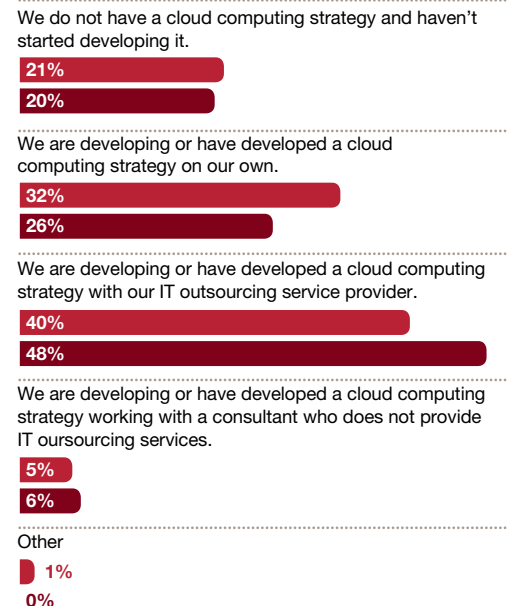 We do not have a cloud computing strategy and haven’t
started developing it.
21%
20%
We are developing or have developed a cloud
computing strategy on our own.
32%
26%
We are developing or have developed a cloud computing
strategy with our IT outsourcing service provider.
40%
48%
We are developing or have developed a cloud computing
strategy working with a consultant who does not provide
IT oursourcing services.
5%
6%
Other
1%
0%